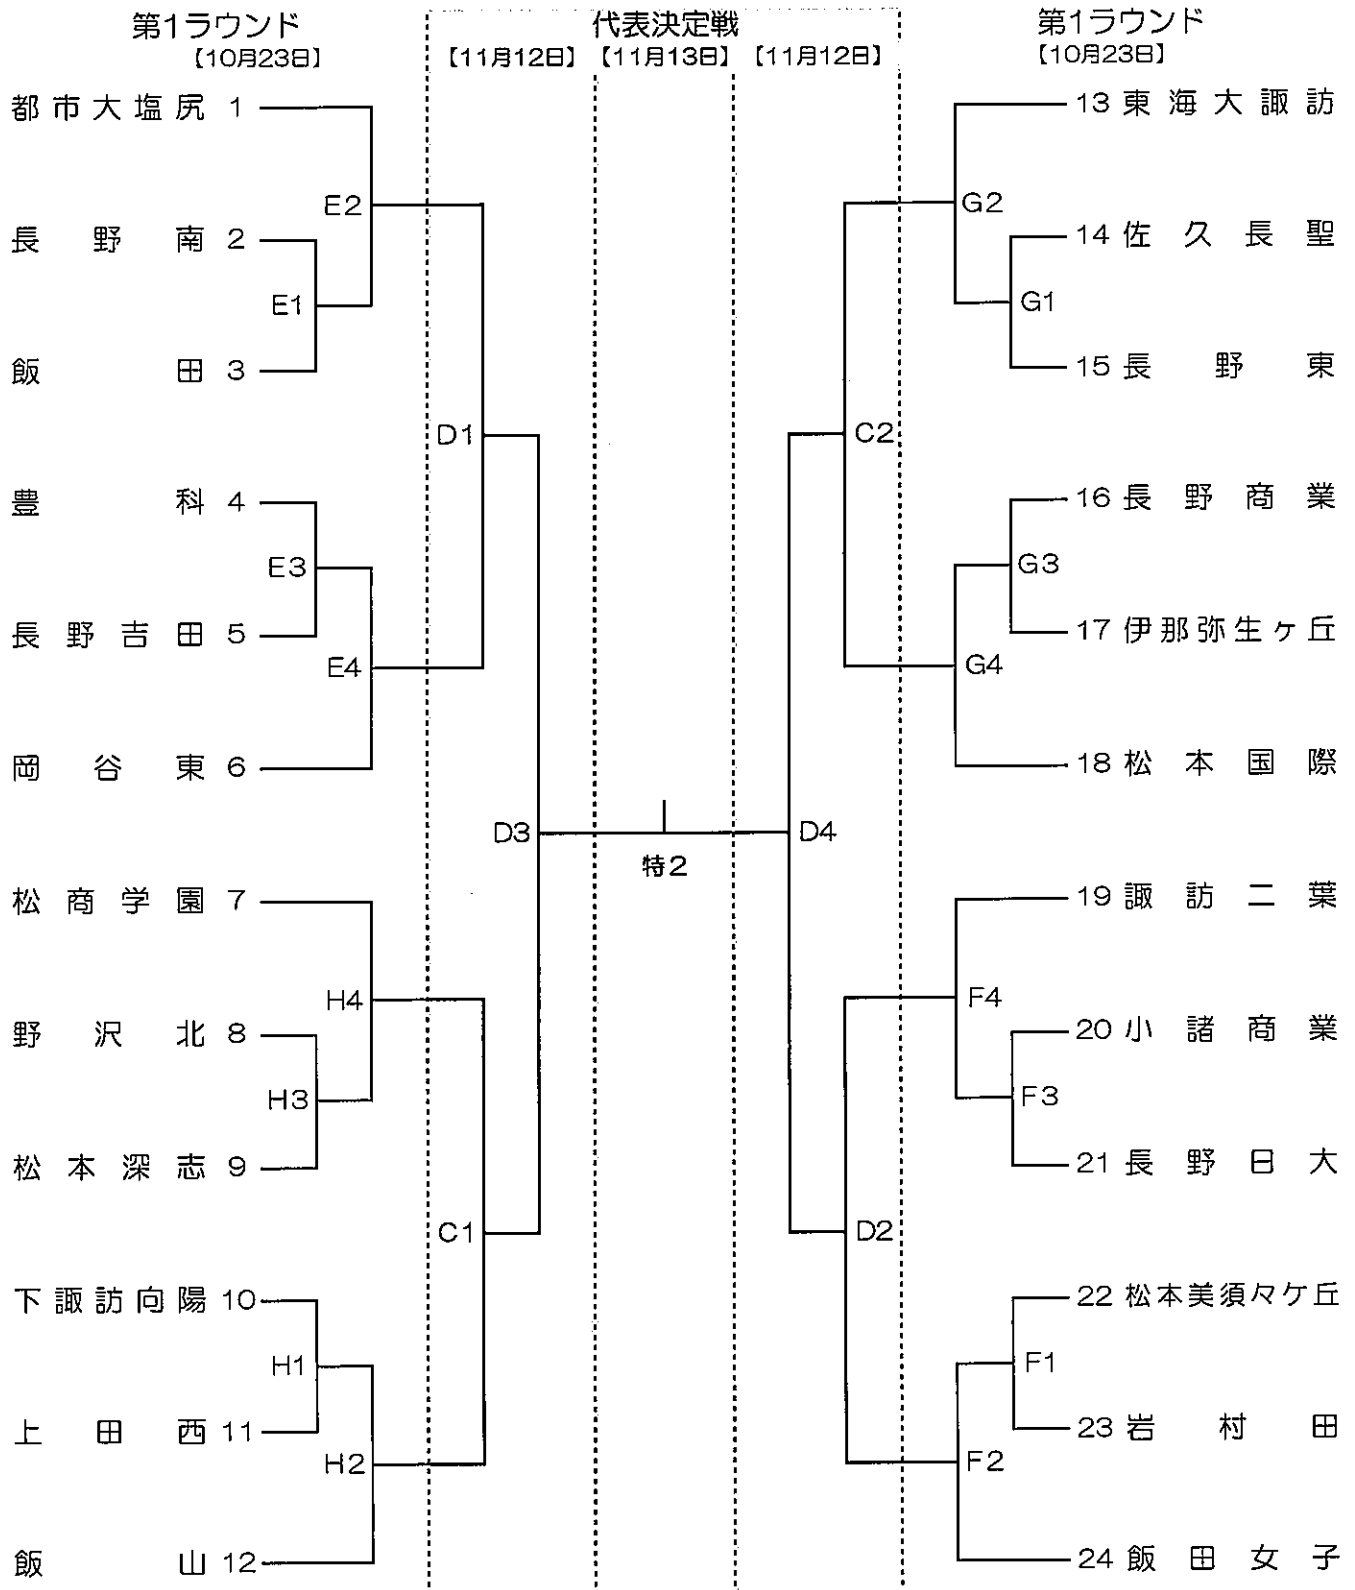 第1ラウンド 代表決定戦 第1ラウンド
【10月23日】 【11月12日】 【11月13日】 【11月12日】 【10月23日】
都市大塩尻 1
E2
長野南 2
E1
飯田 3
D1
豊科 4
E3
長野吉田 5
E4
岡谷東 6
D3
松商学園 7
H4
野沢北 8
H3
松本深志 9
C1
下諏訪向陽 10
H1
上田西 11
H2
飯山 12
特2
13 東海大諏訪
G2
14 佐久長聖
G1
15 長野東
C2
16 長野商業
G3
17 伊那弥生ヶ丘
G4
18 松本国際
D4
19 諏訪二葉
F4
20 小諸商業
F3
21 長野日大
D2
22 松本美須々ケ丘
F1
23 岩村田
F2
24 飯田女子